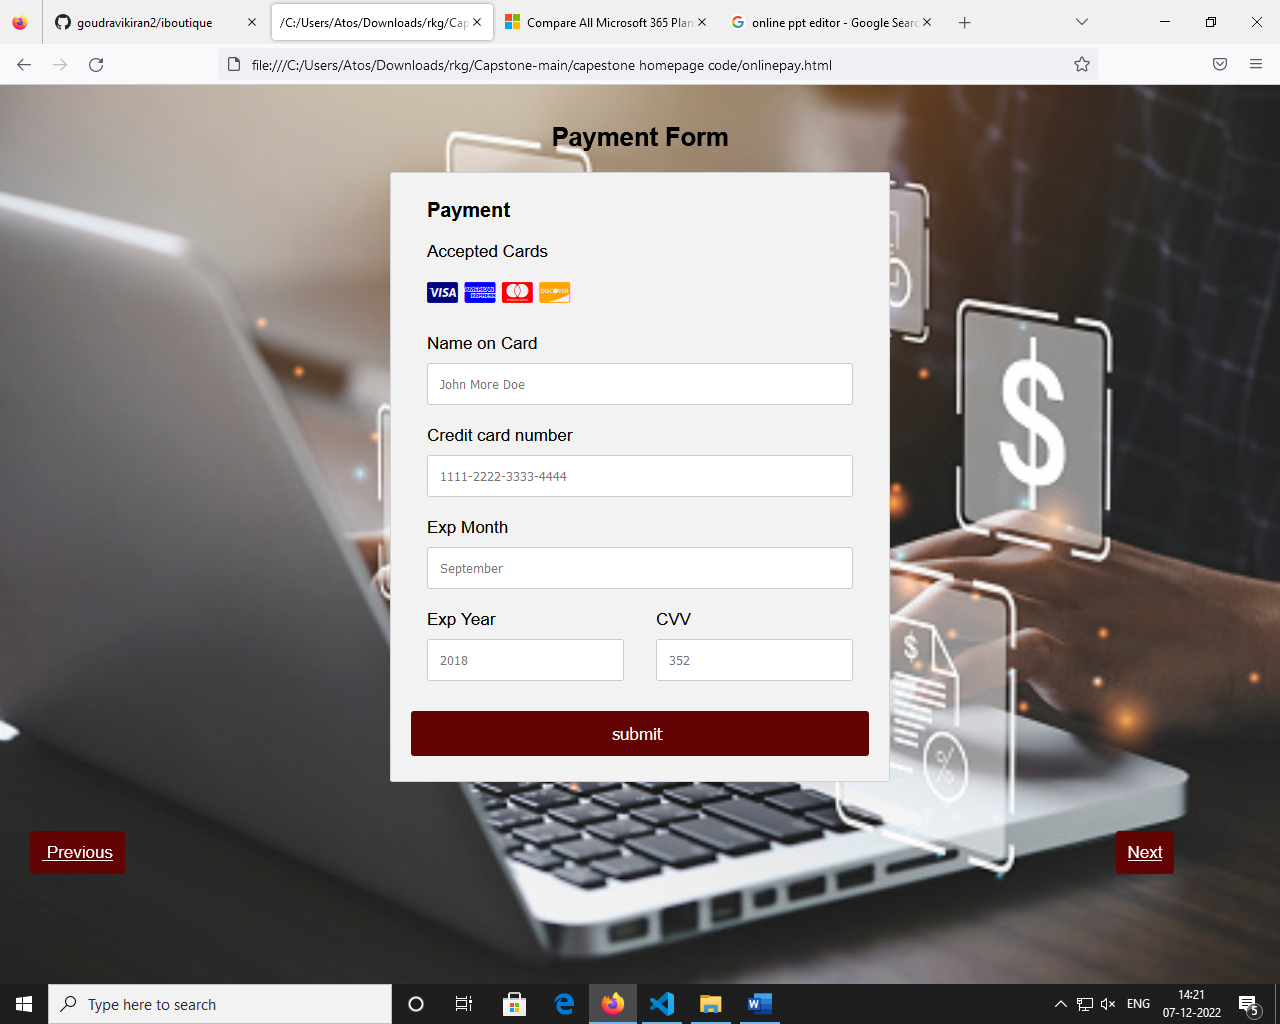 goudravikiran2/iboutique
/C:/Users/Atos/Downloads/rkg/Cap
Compare All Microsoft 365 Plan
online ppt editor - Google Searc
file:///C:/Users/Atos/Downloads/rkg/Capstone-main/capestone homepage code/onlinepay.html
Payment Form
Payment
Accepted Cards
VISA
AMERICAN EXPRESS
mastercard
DISCOVER
Name on Card
John More Doe
Credit card number
1111-2222-3333-4444
Exp Month
September
Exp Year
CVV
2018
352
submit
Previous
Next
$
$
%
Type here to search
ENG
14:21
07-12-2022
5